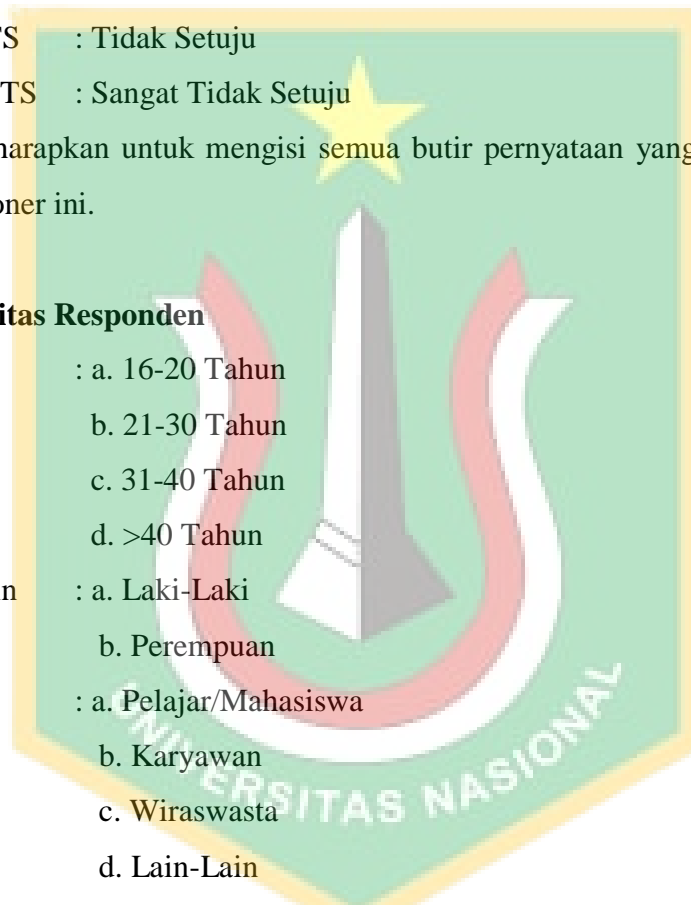 TS : Tidak Setuju
TS : Sangat Tidak Setuju
harapkan untuk mengisi semua butir pernyataan yang
oner ini.
itas Responden
: a. 16-20 Tahun
b. 21-30 Tahun
c. 31-40 Tahun
d. >40 Tahun
n : a. Laki-Laki
b. Perempuan
: a. Pelajar/Mahasiswa
b. Karyawan
c. Wiraswasta
d. Lain-Lain
UNIVERSITAS NASIONAL